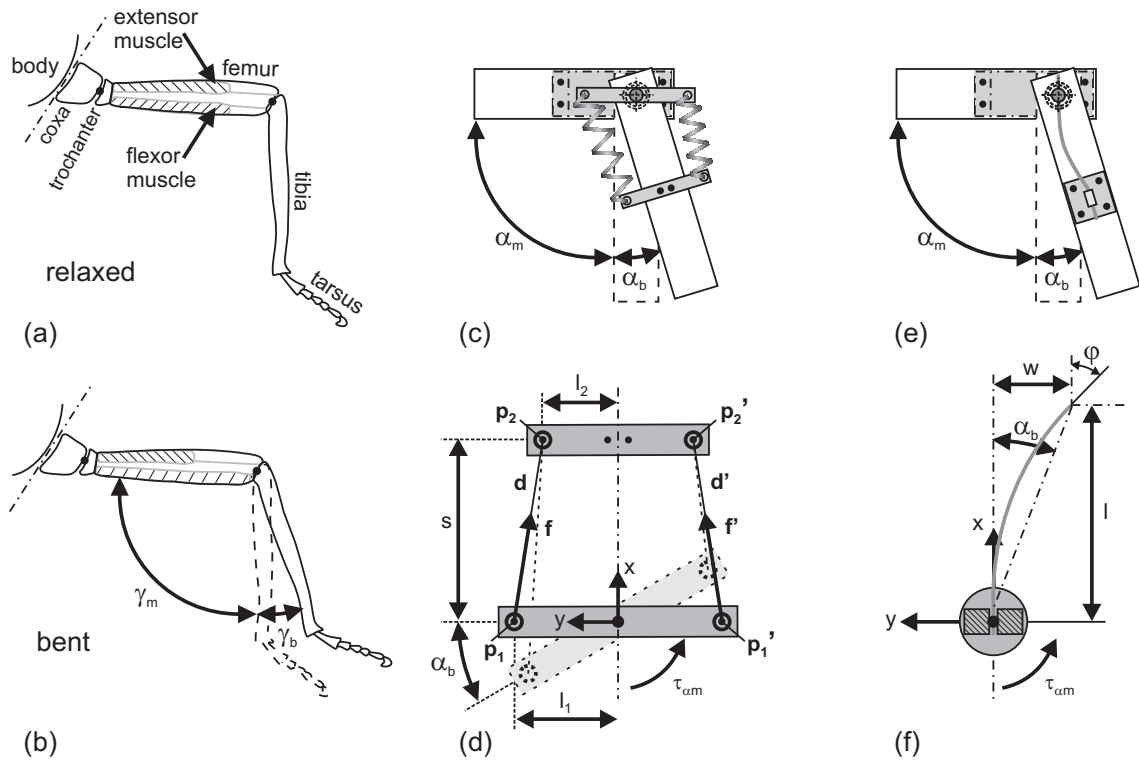 extensor
muscle
femur
body
coxa
trochanter
flexor
muscle
tibia
relaxed
tarsus
(a)
γm
γb
bent
(b)
αm
αb
(c)
l2
p2
p2'
d
d'
s
f
f'
x
y
p1
p1'
αb
l1
ταm
(d)
αm
αb
(e)
φ
w
αb
x
l
y
ταm
(f)